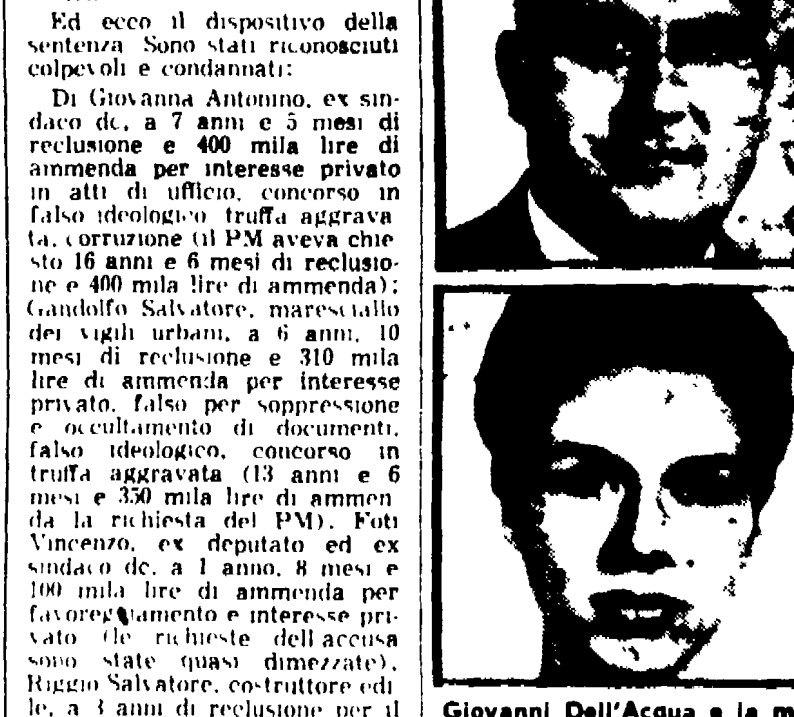 Ed ecco il dispositivo della
sentenza Sono stati riconosciuti
colpevoli e condannati:
Di Giovanna Antonino, ex sin-
daco dc, a 7 anni e 5 mesi di
reclusione e 400 mila lire di
ammenda per interesse privato
in atti di ufficio, concorso in
falso ideologico truffa aggrava
ta, corruzione (il PM aveva chie
sto 16 anni e 6 mesi di reclusio-
ne e 400 mila lire di ammenda);
Gandolfo Salvatore, maresciallo
dei vigili urbani, a 6 anni, 10
mesi di reclusione e 310 mila
lire di ammenda per interesse
privato, falso per soppressione
e occultamento di documenti,
falso ideologico, concorso in
truffa aggravata (13 anni e 6
mesi e 350 mila lire di ammen
da la richiesta del PM). Foti
Vincenzo, ex deputato ed ex
sindaco dc, a 1 anno, 8 mesi e
100 mila lire di ammenda per
favoreggiamento e interesse pri-
vato (le richieste dell'accusa
sono state quasi dimezzate),
Riggio Salvatore, costruttore edi
le, a 3 anni di reclusione per il
Giovanni Dell'Acqua e la m